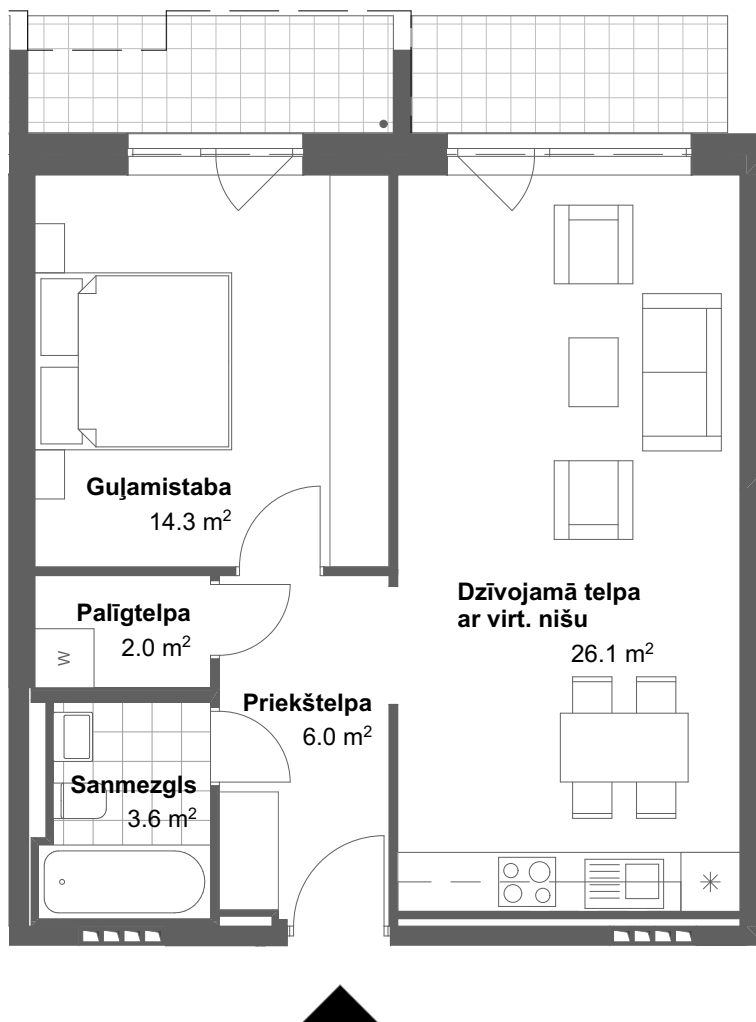 Guļamistaba
14.3 m²
Palīgtelpa
2.0 m²
W
Dzīvojamā telpa
ar virt. nišu
26.1 m²
Priekštelpa
6.0 m²
Sanmezgls
3.6 m²